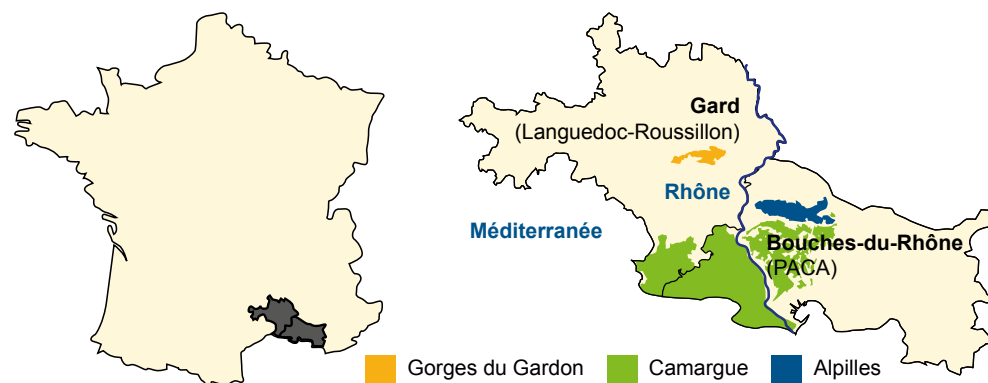 Gard
(Languedoc-Roussillon)
Rhône
Méditerranée
Bouches-du-Rhône
(PACA)
Gorges du Gardon
Camargue
Alpilles